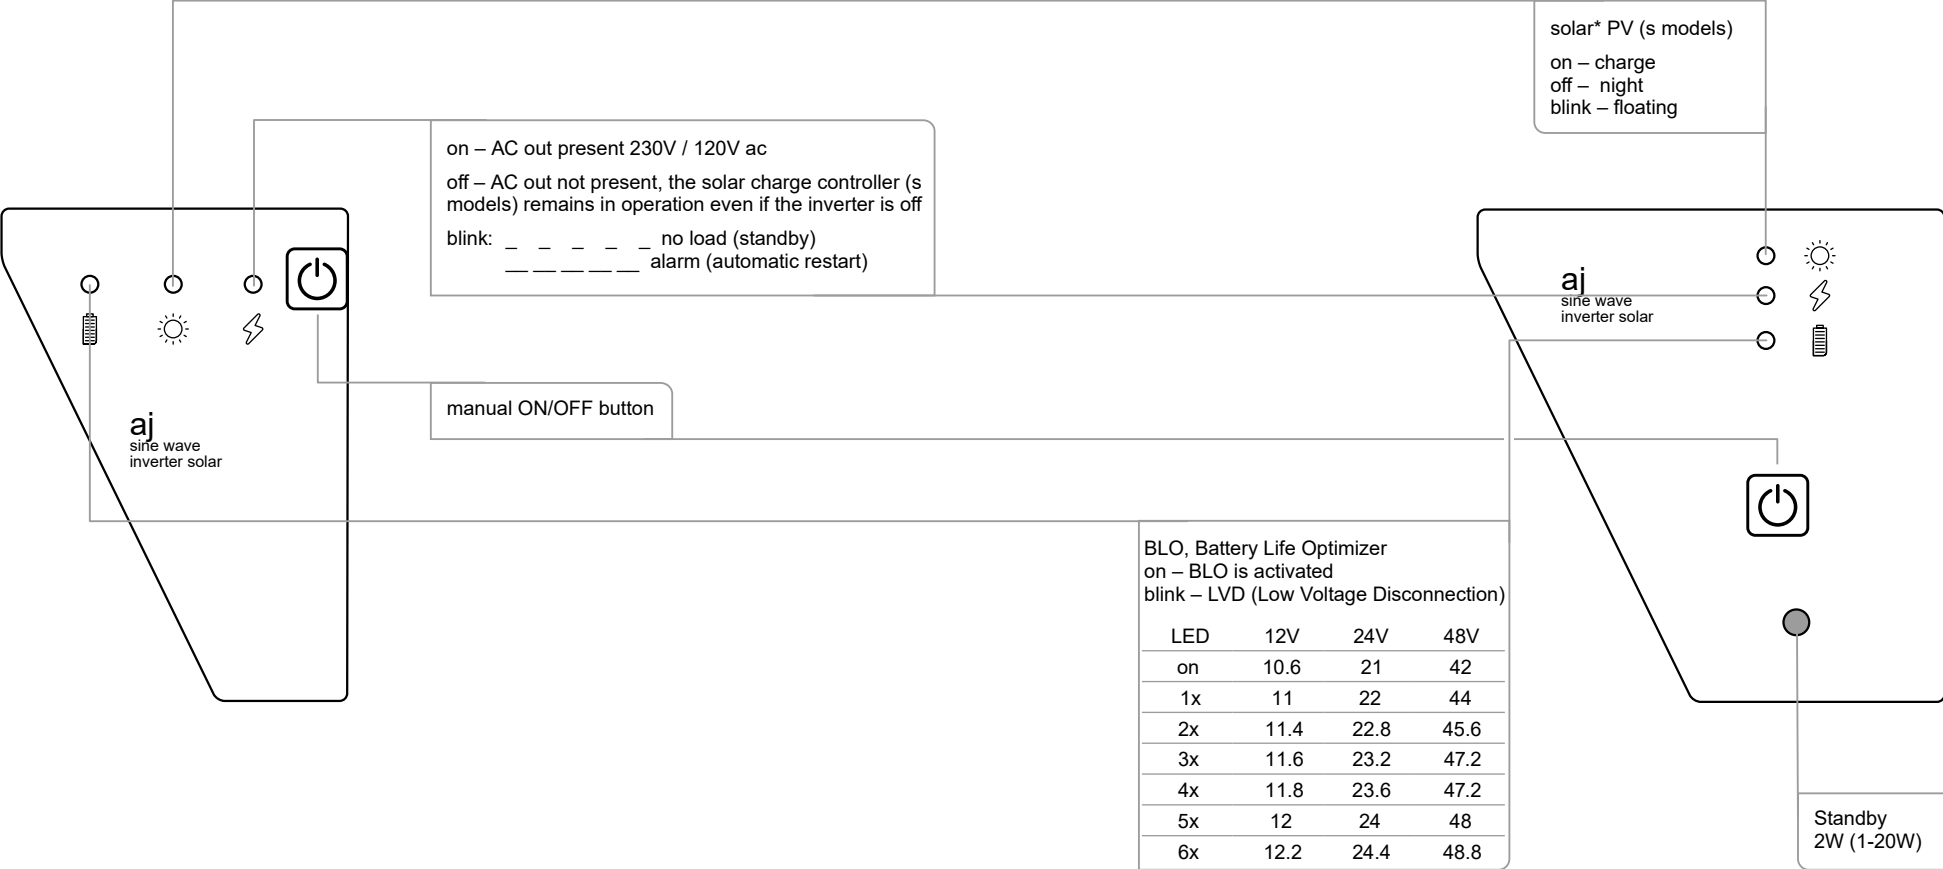 solar* PV (s models)
on – charge
off –  night
blink – floating
on – AC out present 230V / 120V ac
off – AC out not present, the solar charge controller (s
models) remains in operation even if the inverter is off
blink:  _  _  _  _  _  no load (standby)
__ __ __ __ __  alarm (automatic restart)
aj
sine wave
inverter solar
manual ON/OFF button
aj
sine wave
inverter solar
BLO, Battery Life Optimizer
on – BLO is activated
blink – LVD (Low Voltage Disconnection)
LED 12V 24V 48V
on 10.6 21 42
1x 11 22 44
2x 11.4 22.8 45.6
3x 11.6 23.2 47.2
4x 11.8 23.6 47.2
5x 12 24 48
6x 12.2 24.4 48.8
Standby
2W (1-20W)